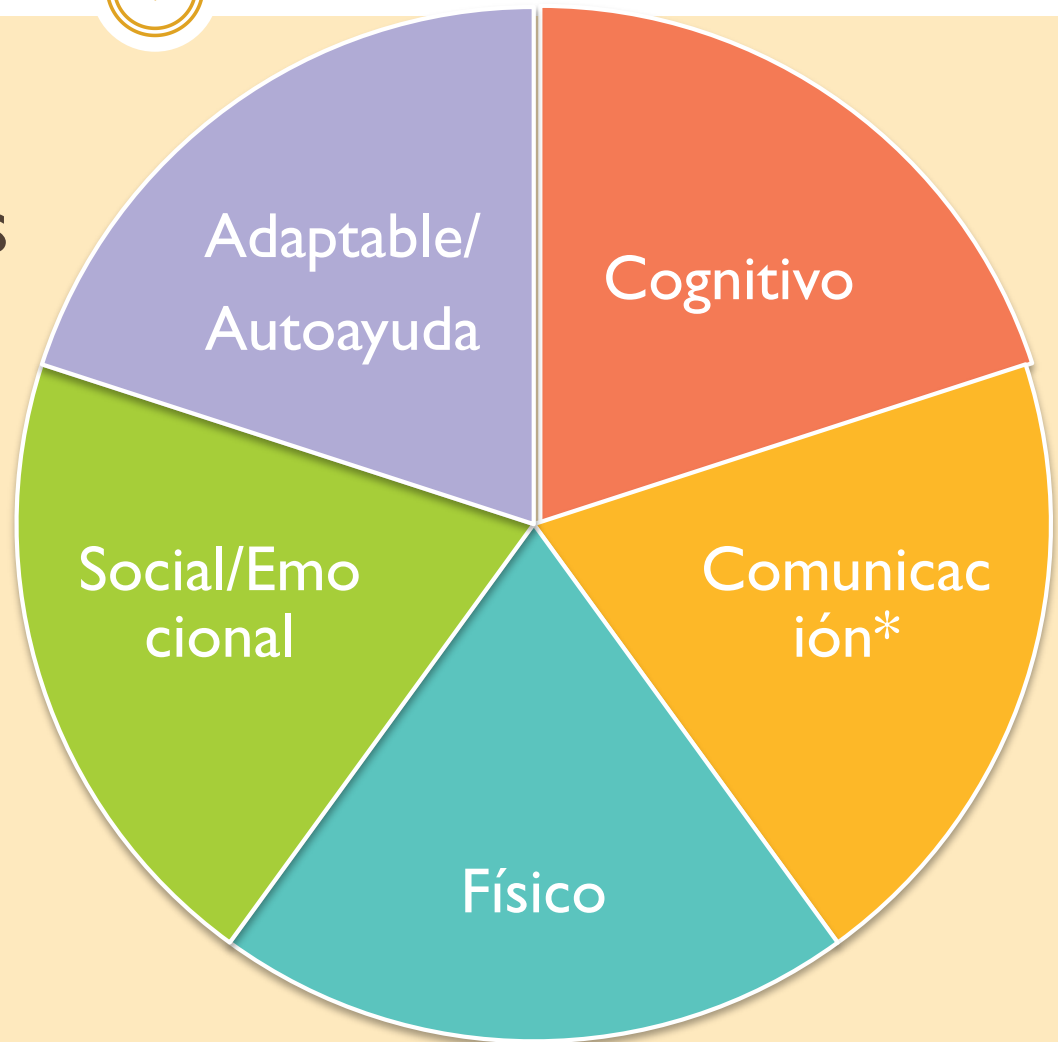 Adaptable/
Autoayuda
Cognitivo
Social/Emo
cional
Comunicac
ión*
Físico